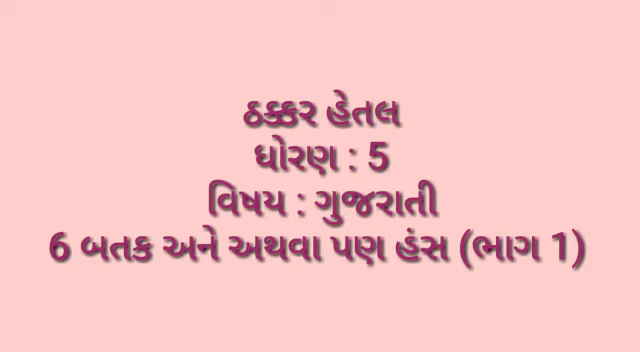 ઠક્કર હેતલ
ધોરણ : 5
વિષય : ગુજરાતી
6 બતક અને અથવા પણ હંસ (ભાગ 1)